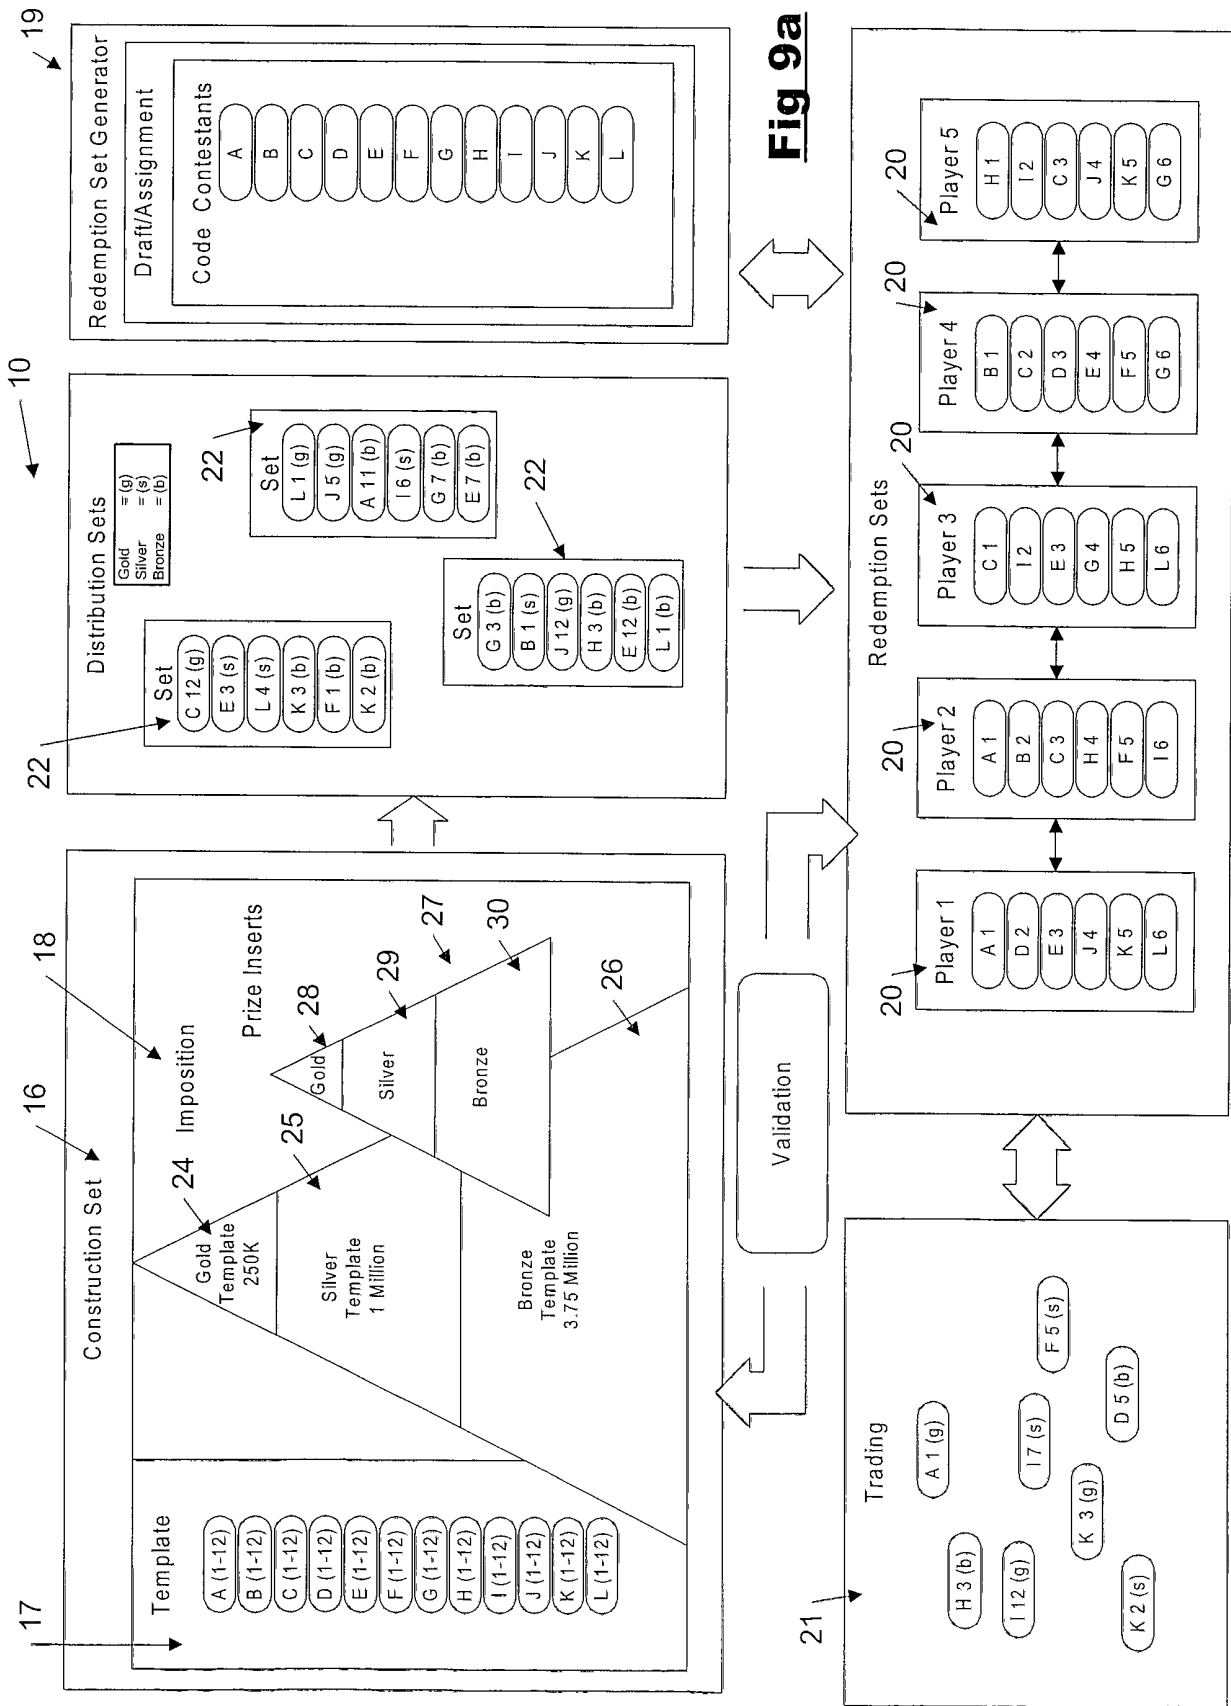 16
Construction Set
18
17
Template
A (1-12)
B (1-12)
C (1-12)
D (1-12)
E (1-12)
F (1-12)
G (1-12)
H (1-12)
I (1-12)
J (1-12)
K (1-12)
L (1-12)
Imposition
24
Gold
Template
250K
25
Silver
Template
1 Million
Bronze
Template
3.75 Million
Prize Inserts
28
Gold
29
Silver
27
30
Bronze
26
10
Distribution Sets
Gold = (g)
Silver = (s)
Bronze = (b)
22
Set
C 12 (g)
E 3 (s)
L 4 (s)
K 3 (b)
F 1 (b)
K 2 (b)
22
Set
L 1 (g)
J 5 (g)
A 11 (b)
I 6 (s)
G 7 (b)
E 7 (b)
22
Set
G 3 (b)
B 1 (s)
J 12 (g)
H 3 (b)
E 12 (b)
L 1 (b)
19
Redemption Set Generator
Draft/Assignment
Code Contestants
A
B
C
D
E
F
G
H
I
J
K
L
Fig 9a
Validation
21
Trading
H 3 (b)
A 1 (g)
I 12 (g)
I 7 (s)
F 5 (s)
K 3 (g)
K 2 (s)
D 5 (b)
Redemption Sets
20
Player 1
A 1
D 2
E 3
J 4
K 5
L 6
20
Player 2
A 1
B 2
C 3
H 4
F 5
I 6
20
Player 3
C 1
I 2
E 3
G 4
H 5
L 6
20
Player 4
B 1
C 2
D 3
E 4
F 5
G 6
20
Player 5
H 1
I 2
C 3
J 4
K 5
G 6